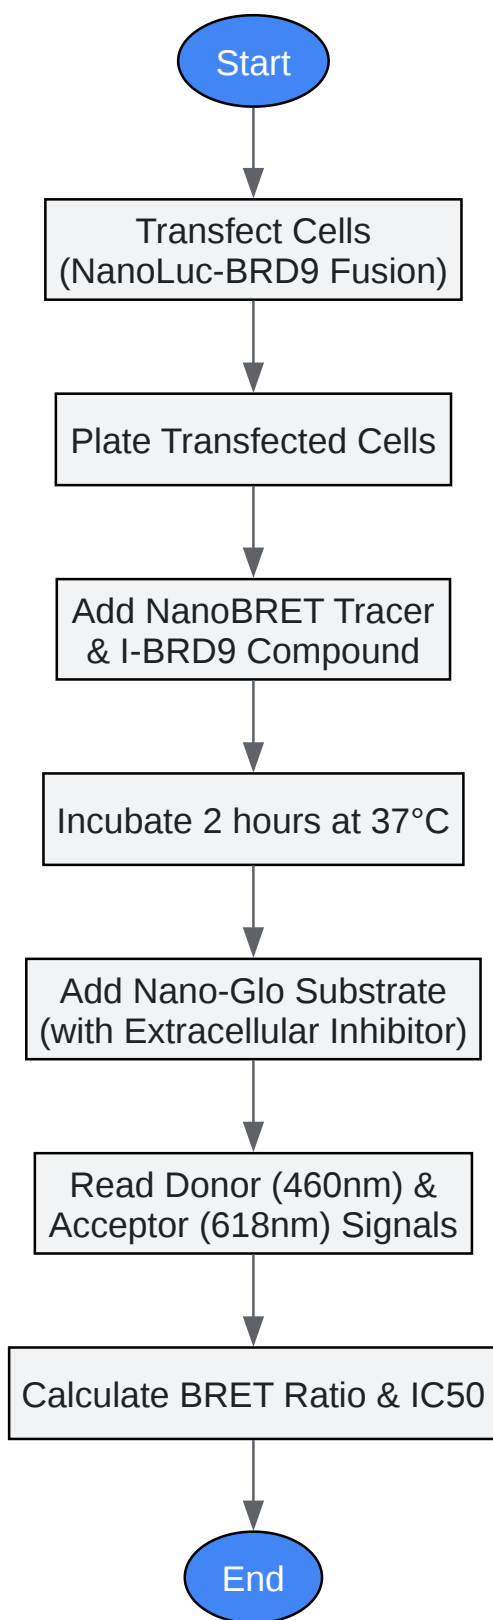 Start
Transfect Cells
(NanoLuc-BRD9 Fusion)
Plate Transfected Cells
Add NanoBRET Tracer
& I-BRD9 Compound
Incubate 2 hours at 37°C
Add Nano-Glo Substrate
(with Extracellular Inhibitor)
Read Donor (460nm) &
Acceptor (618nm) Signals
Calculate BRET Ratio & IC50
End